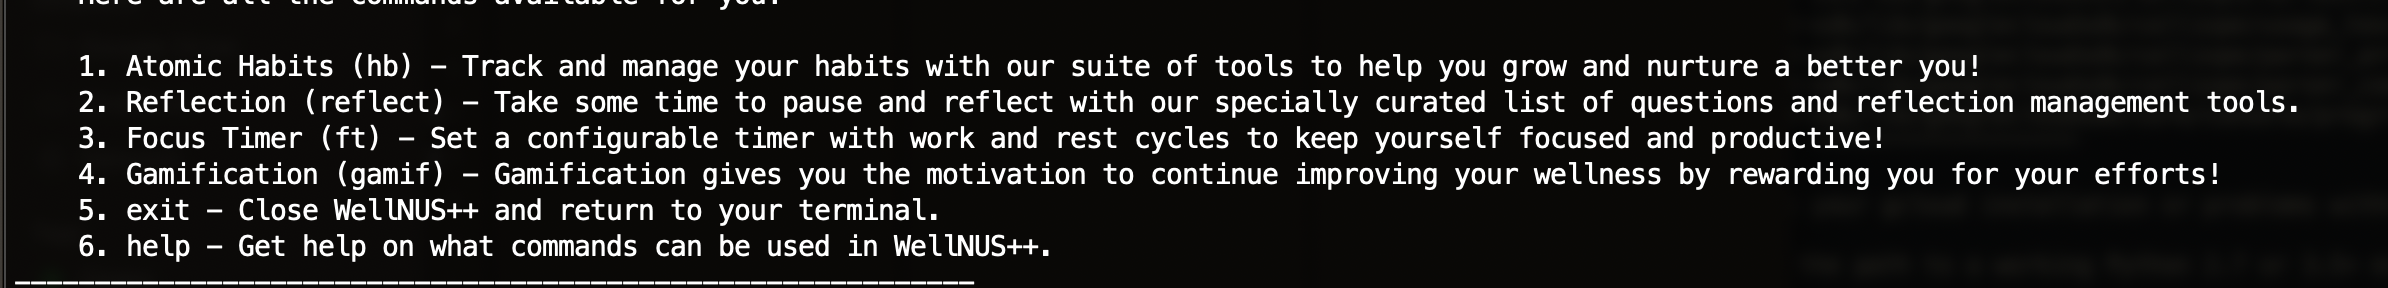 Here are all the commands available for you:
1. Atomic Habits (hb) - Track and manage your habits with our suite of tools to help you grow and nurture a better you!
2. Reflection (reflect) - Take some time to pause and reflect with our specially curated list of questions and reflection management tools.
3. Focus Timer (ft) - Set a configurable timer with work and rest cycles to keep yourself focused and productive!
4. Gamification (gamif) - Gamification gives you the motivation to continue improving your wellness by rewarding you for your efforts!
5. exit - Close WellNUS++ and return to your terminal.
6. help - Get help on what commands can be used in WellNUS++.